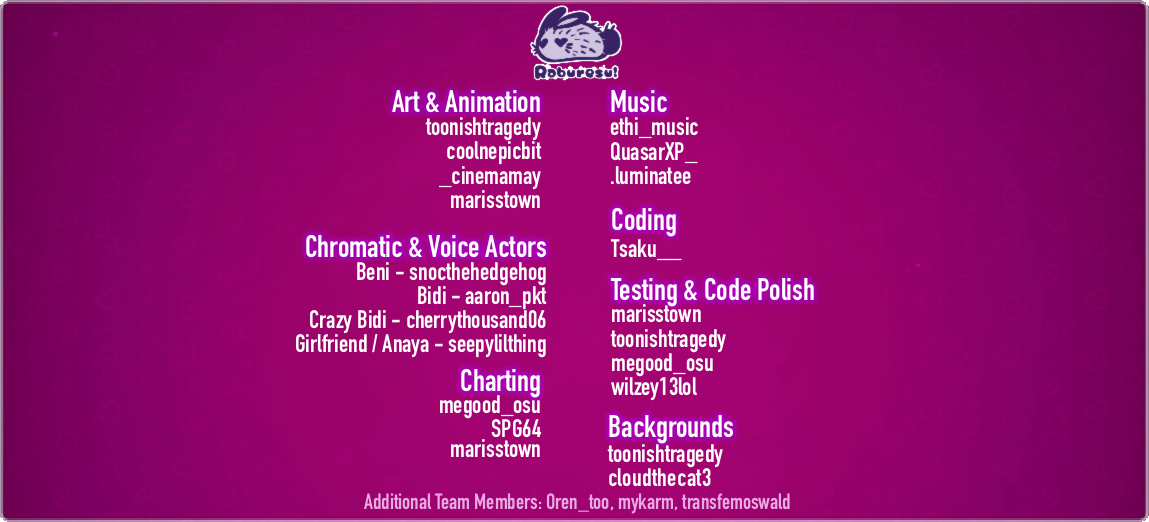 Roburosu!
Art & Animation
toonishtragedy
coolnepicbit
_cinemamay
marisstown
Chromatic & Voice Actors
Beni - snocthehedgehog
Bidi - aaron_pkt
Crazy Bidi - cherrythousand06
Girlfriend / Anaya - seepylilthing
Charting
megood_osu
SPG64
marisstown
Music
ethi_music
QuasarXP_
.luminatee
Coding
Tsaku__
Testing & Code Polish
marisstown
toonishtragedy
megood_osu
wilzey13lol
Backgrounds
toonishtragedy
cloudthecat3
Additional Team Members: Oren_too, mykarm, transfemoswald